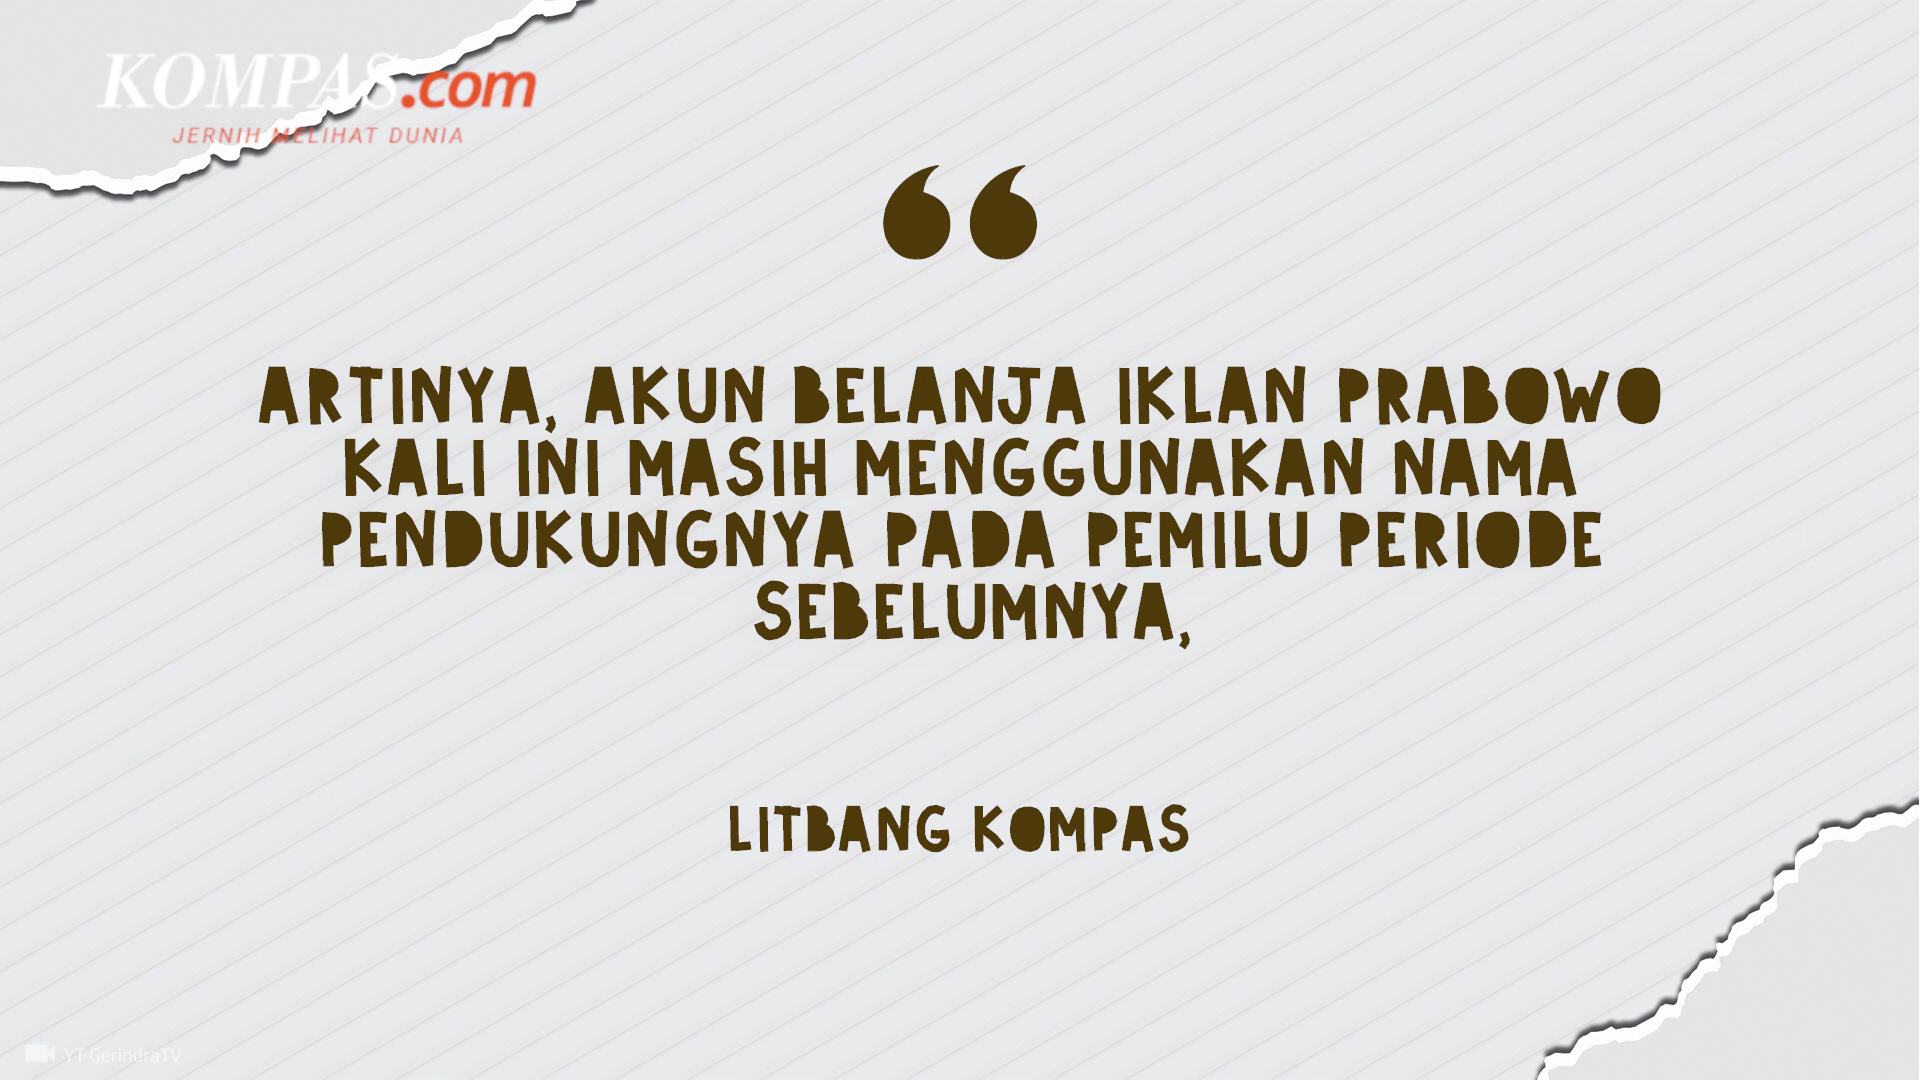 KOMPAS.com
JERNIH MELIHAT DUNIA
“
ARTINYA, AKUN BELANJA IKLAN PRABOWO
KALI INI MASIH MENGGUNAKAN NAMA
PENDUKUNGNYA PADA PEMILU PERIODE
SEBELUMNYA,
LITBANG KOMPAS
YT GerindraTV